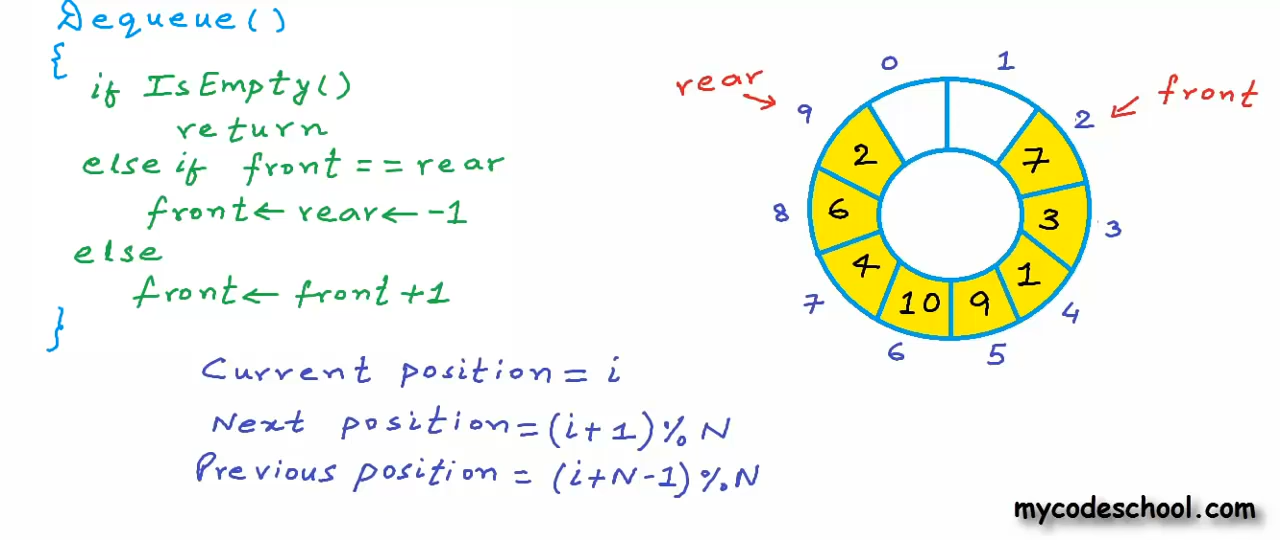 Dequeue()
{
if IsEmpty()
return
else if front == rear
front ← rear ← -1
else
front ← front +1
}
Current position = i
Next position = (i+1) % N
Previous position = (i+N-1) % N
rear
front
0
1
2
3
4
5
6
7
8
9
7
3
1
9
10
4
6
2
mycodeschool.com